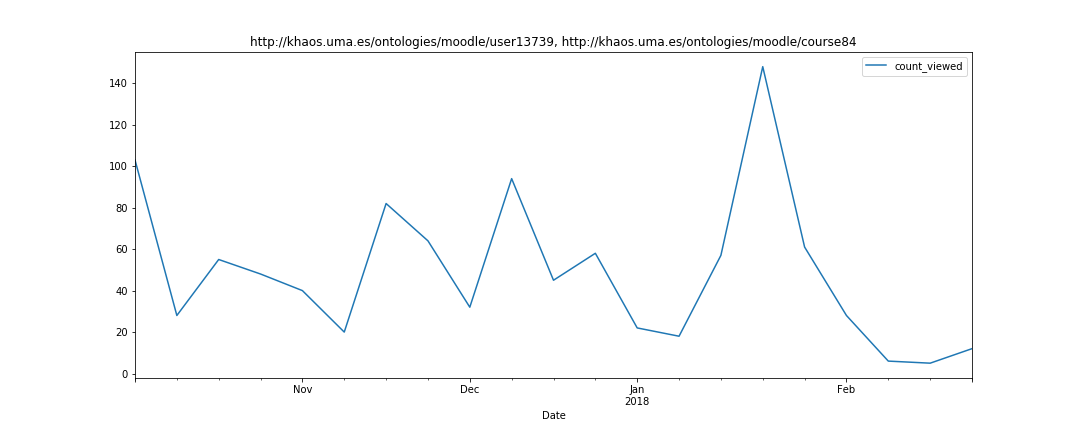 http://khaos.uma.es/ontologies/moodle/user13739, http://khaos.uma.es/ontologies/moodle/course84
count_viewed
140
120
100
80
60
40
20
0
Nov
Dec
Jan
2018
Feb
Date